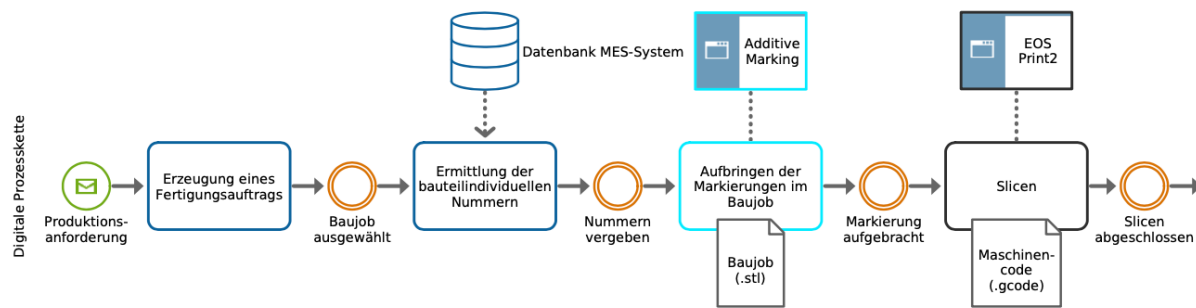 Digitale Prozesskette
Datenbank MES-System
Additive
Marking
EOS
Print2
Produktions-
anforderung
Erzeugung eines
Fertigungsauftrags
Baujob
ausgewählt
Ermittlung der
bauteilindividuellen
Nummern
Nummern
vergeben
Aufbringen der
Markierungen im
Baujob
Baujob
(.stl)
Markierung
aufgebracht
Slicen
Maschinen-
code
(.gcode)
Slicen
abgeschlossen